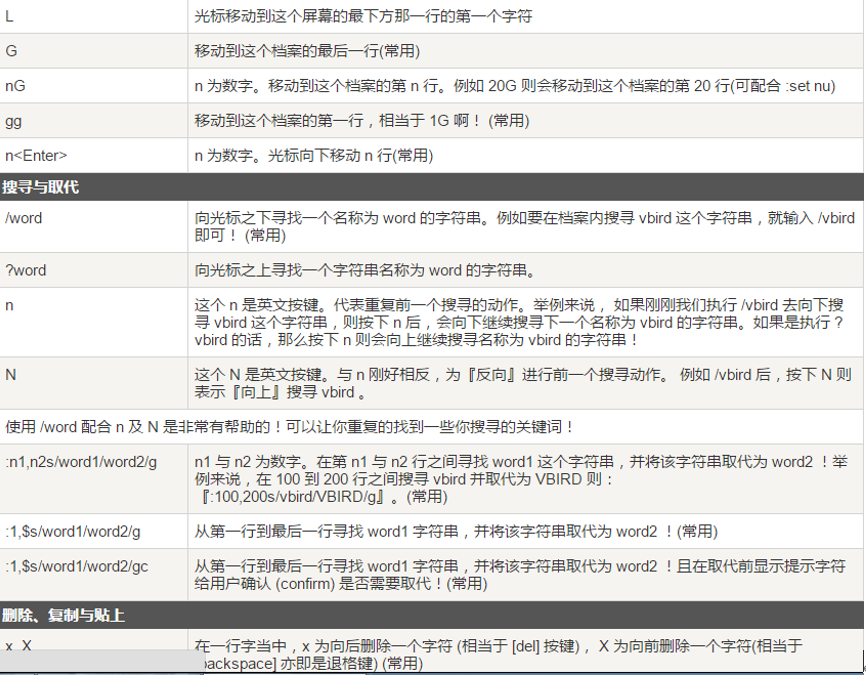 L 光标移动到这个屏幕的最下方那一行的第一个字符
G 移动到这个档案的最后一行(常用)
nG n 为数字。移动到这个档案的第 n 行。例如 20G 则会移动到这个档案的第 20 行(可配合 :set nu)
gg 移动到这个档案的第一行，相当于 1G 啊！ (常用)
n<Enter> n 为数字。光标向下移动 n 行(常用)
搜寻与取代
/word 向光标之下寻找一个名称为 word 的字符串。例如要在档案内搜寻 vbird 这个字符串，就输入 /vbird
即可！ (常用)
?word 向光标之上寻找一个字符串名称为 word 的字符串。
n 这个 n 是英文按键。代表重复前一个搜寻的动作。举例来说， 如果刚刚我们执行 /vbird 去向下搜
寻 vbird 这个字符串，则按下 n 后，会向下继续搜寻下一个名称为 vbird 的字符串。如果是执行 ?
vbird 的话，那么按下 n 则会向上继续搜寻名称为 vbird 的字符串！
N 这个 N 是英文按键。与 n 刚好相反，为『反向』进行前一个搜寻动作。 例如 /vbird 后，按下 N 则
表示『向上』搜寻 vbird 。
使用 /word 配合 n 及 N 是非常有帮助的！可以让你重复的找到一些你搜寻的关键词！
:n1,n2s/word1/word2/g n1 与 n2 为数字。在第 n1 与 n2 行之间寻找 word1 这个字符串，并将该字符串取代为 word2 ！举
例来说，在 100 到 200 行之间搜寻 vbird 并取代为 VBIRD 则：
『:100,200s/vbird/VBIRD/g』。(常用)
:1,$s/word1/word2/g 从第一行到最后一行寻找 word1 字符串，并将该字符串取代为 word2 ！(常用)
:1,$s/word1/word2/gc 从第一行到最后一行寻找 word1 字符串，并将该字符串取代为 word2 ！且在取代前显示提示字符
给用户确认 (confirm) 是否需要取代！(常用)
删除、复制与贴上
x, X 在一行字当中，x 为向后删除一个字符 (相当于 [del] 按键)， X 为向前删除一个字符(相当于
backspace] 亦即是退格键) (常用)